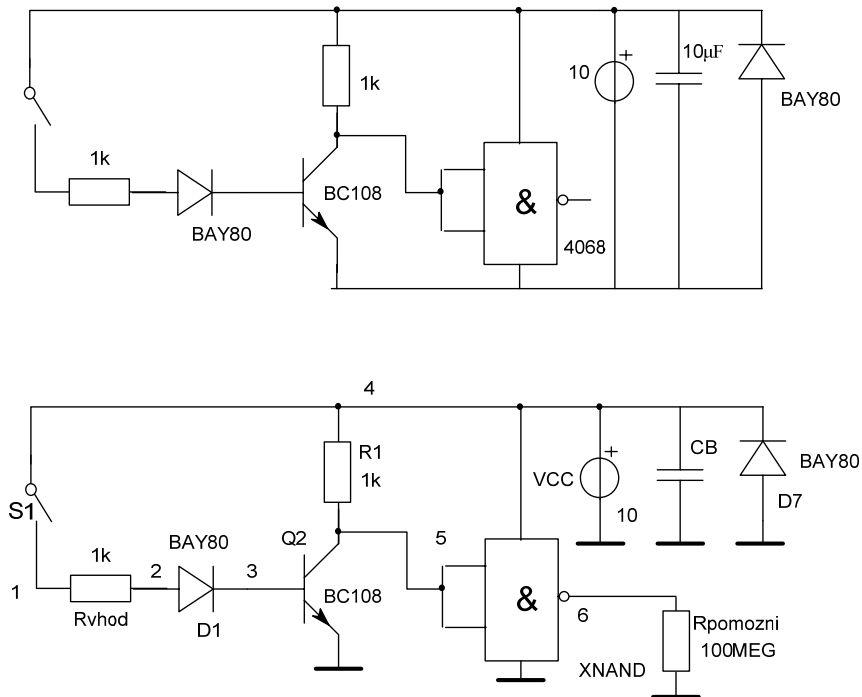 1k
10
+
10μF
BAY80
1k
BAY80
BC108
&
4068
4
R1
1k
VCC
+
10
CB
BAY80
D7
S1
1
1k
Rvhod
2
BAY80
D1
3
Q2
BC108
5
&
6
XNAND
Rpomozni
100MEG